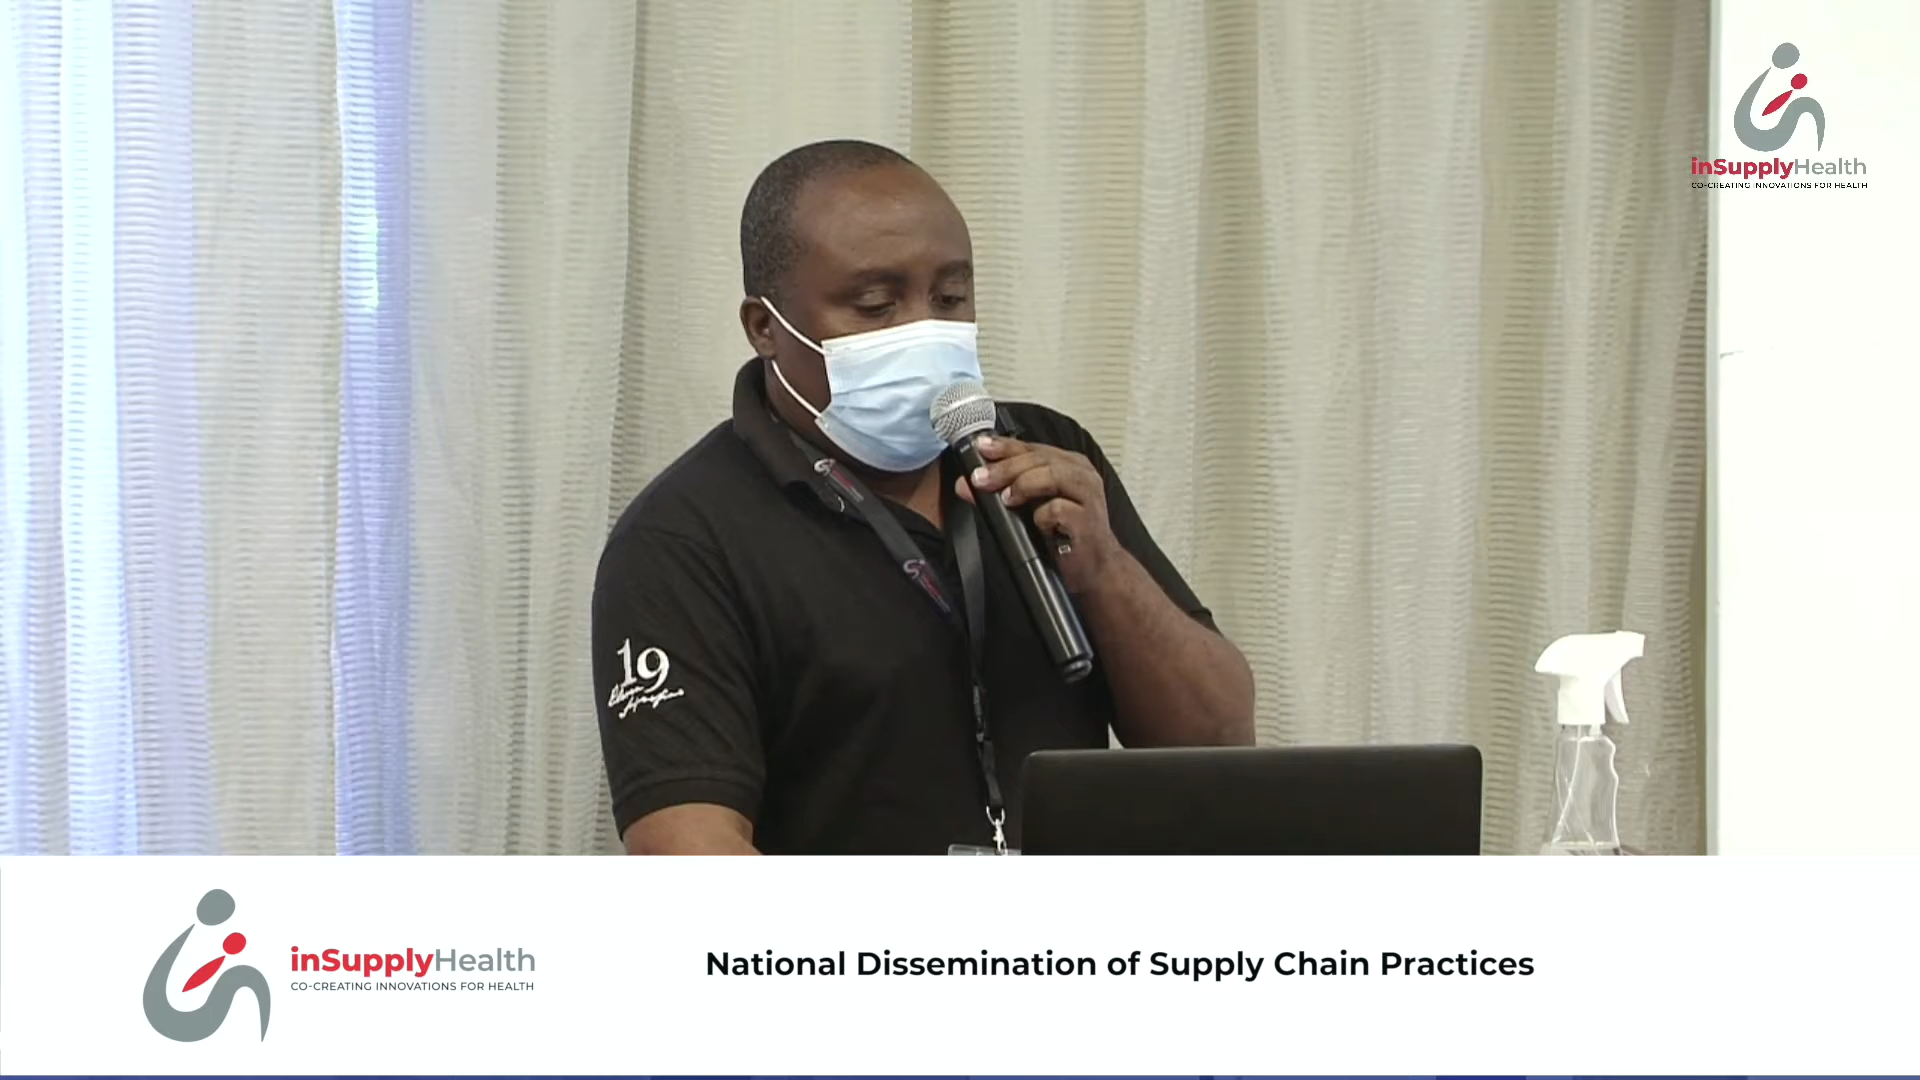 inSupplyHealth
CO-CREATING INNOVATIONS FOR HEALTH
19
inSupplyHealth
CO-CREATING INNOVATIONS FOR HEALTH
National Dissemination of Supply Chain Practices